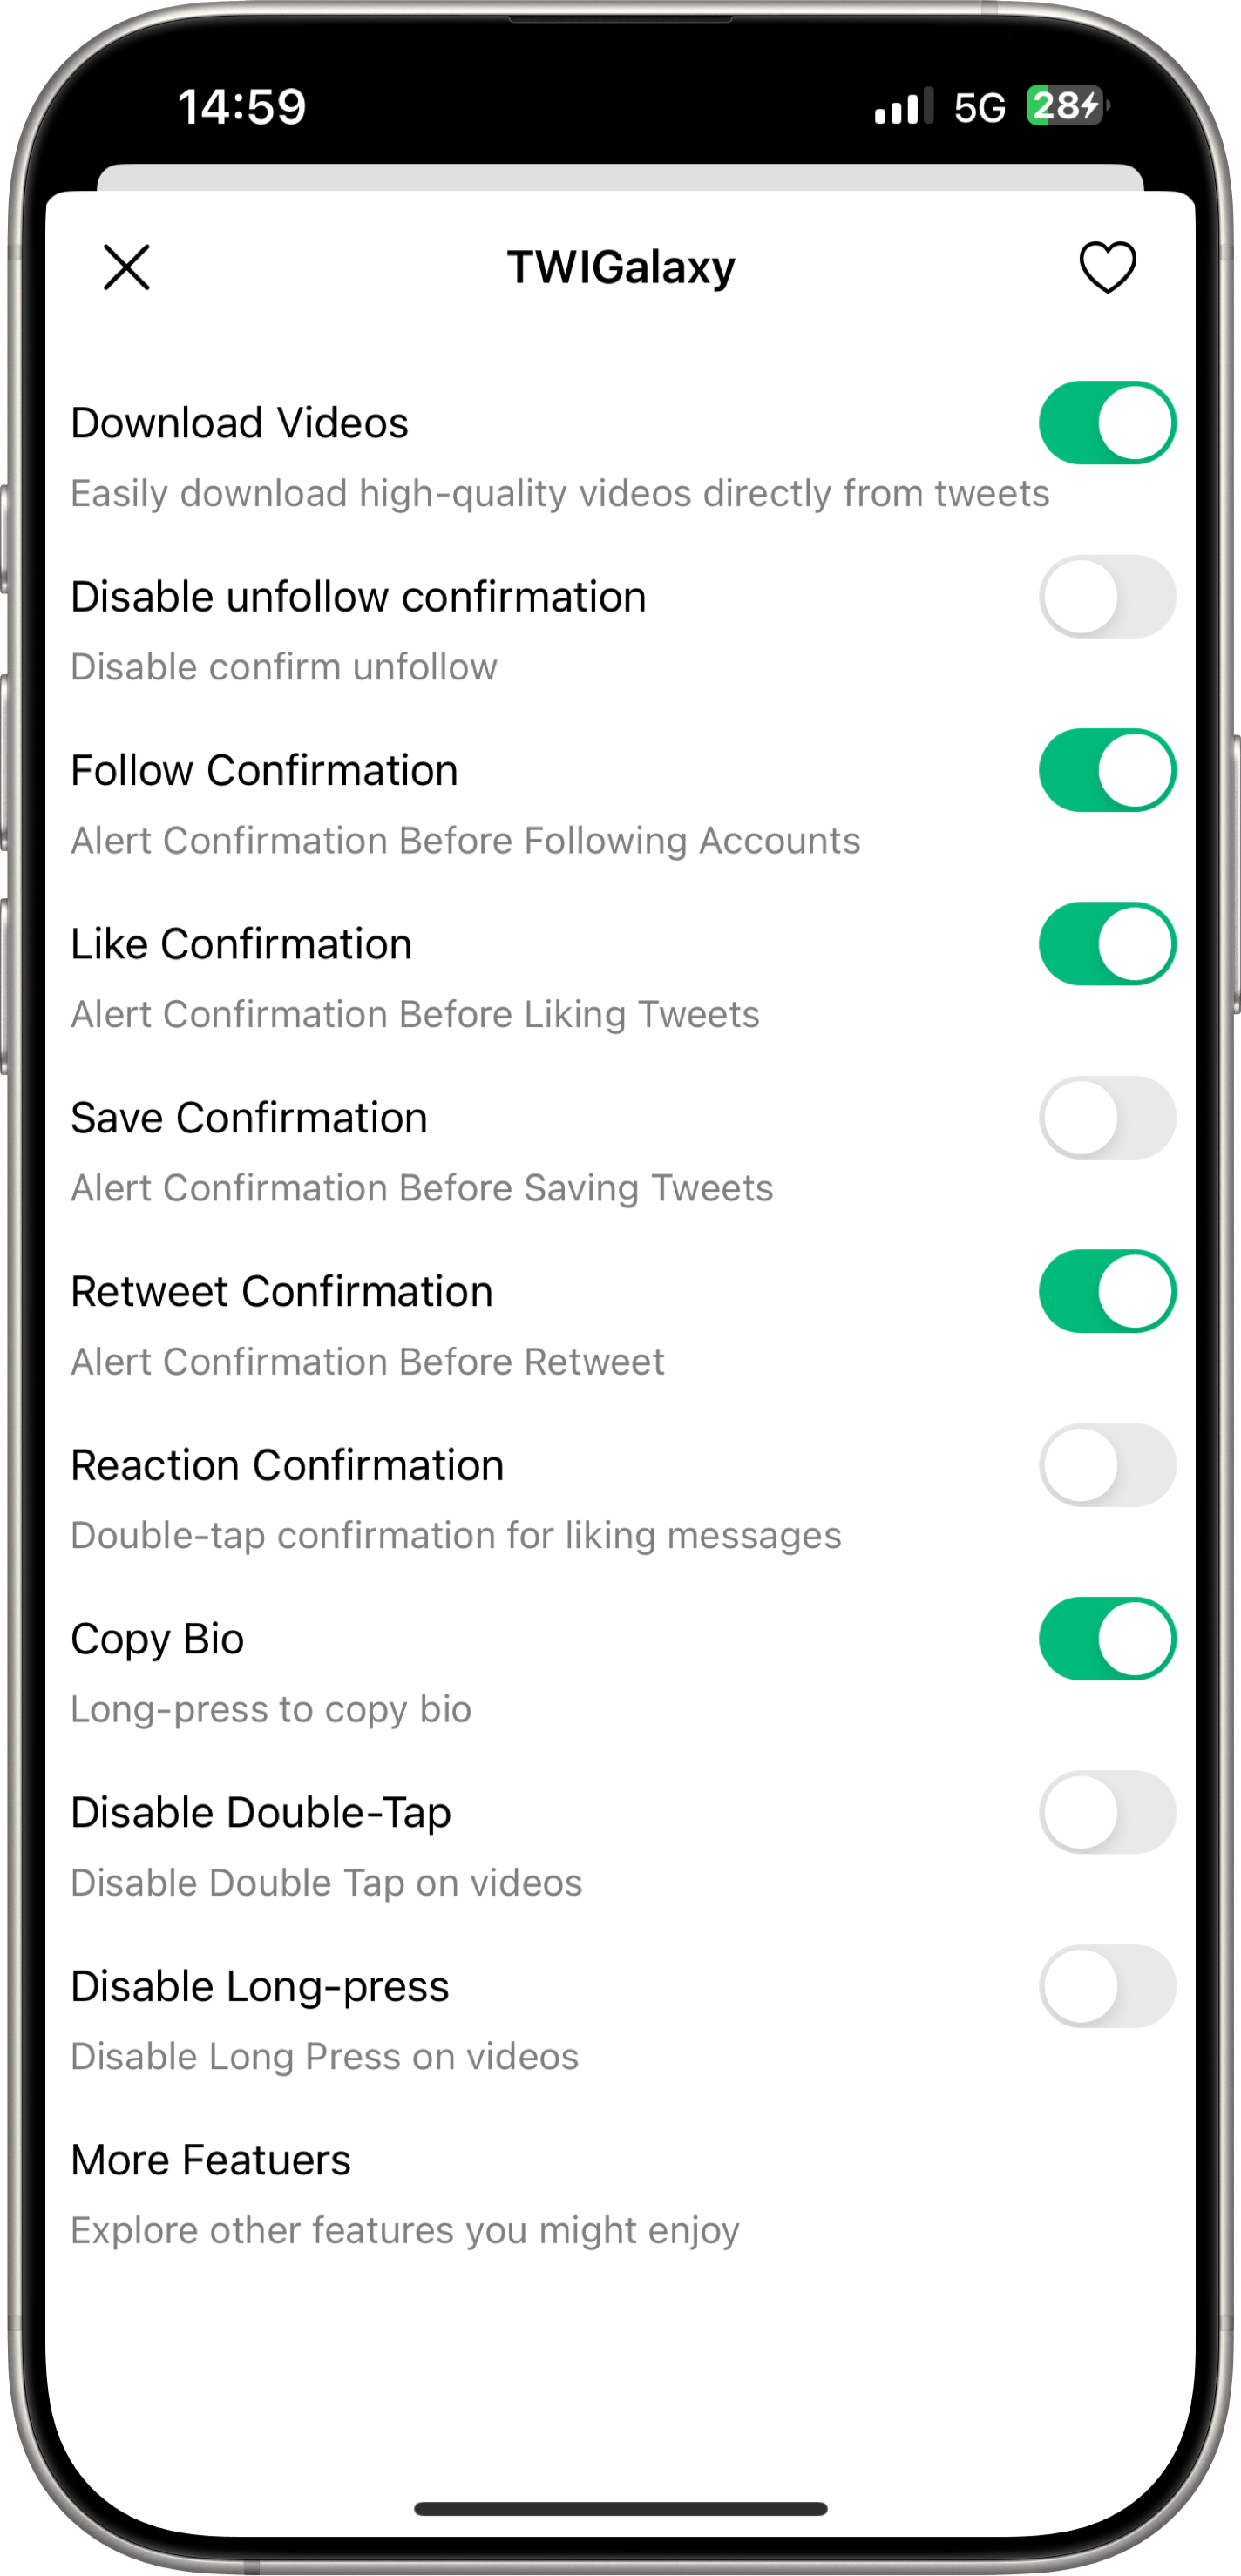 14:59
5G
28
TWIGalaxy
Download Videos
Easily download high-quality videos directly from tweets
Disable unfollow confirmation
Disable confirm unfollow
Follow Confirmation
Alert Confirmation Before Following Accounts
Like Confirmation
Alert Confirmation Before Liking Tweets
Save Confirmation
Alert Confirmation Before Saving Tweets
Retweet Confirmation
Alert Confirmation Before Retweet
Reaction Confirmation
Double-tap confirmation for liking messages
Copy Bio
Long-press to copy bio
Disable Double-Tap
Disable Double Tap on videos
Disable Long-press
Disable Long Press on videos
More Featuers
Explore other features you might enjoy